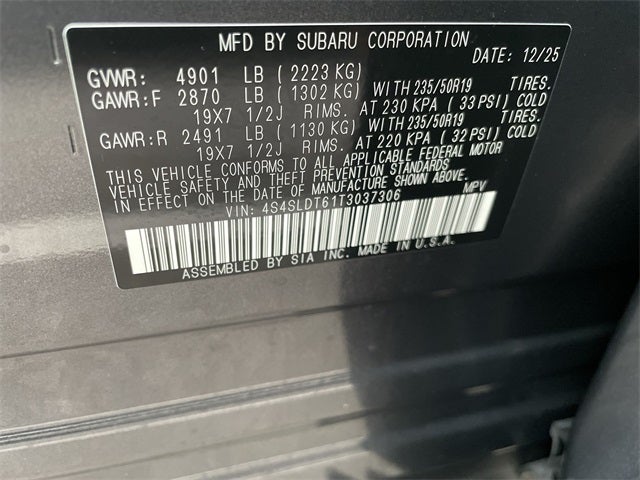 MFD BY SUBARU CORPORATION DATE: 12/25
GVWR: 4901 LB (2223 KG)
GAWR:F 2870 LB (1302 KG) WITH 235/50R19 TIRES.
19X7 1/2J RIMS. AT 230 KPA (33 PSI) COLD
GAWR:R 2491 LB (1130 KG) WITH 235/50R19 TIRES.
19X7 1/2J RIMS. AT 220 KPA (32 PSI) COLD
THIS VEHICLE CONFORMS TO ALL APPLICABLE FEDERAL MOTOR
VEHICLE SAFETY AND THEFT PREVENTION STANDARDS
IN EFFECT ON THE DATE OF MANUFACTURE SHOWN ABOVE.
VIN: 4S4SLDT61T3037306 MPV
ASSEMBLED BY SIA INC. MADE IN U.S.A.